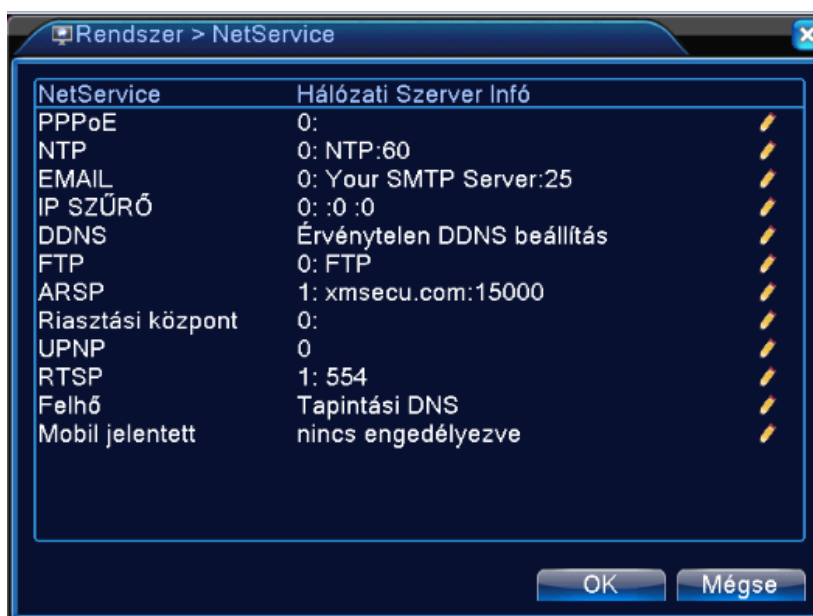 Rendszer > NetService
NetService Hálózati Szerver Infó
PPPoE 0:
NTP 0: NTP:60
EMAIL 0: Your SMTP Server:25
IP SZŰRŐ 0: :0 :0
DDNS Érvénytelen DDNS beállítás
FTP 0: FTP
ARSP 1: xmsecu.com:15000
Riasztási központ 0:
UPNP 0
RTSP 1: 554
Felhő Tapintási DNS
Mobil jelentett nincs engedélyezve
OK Mégse